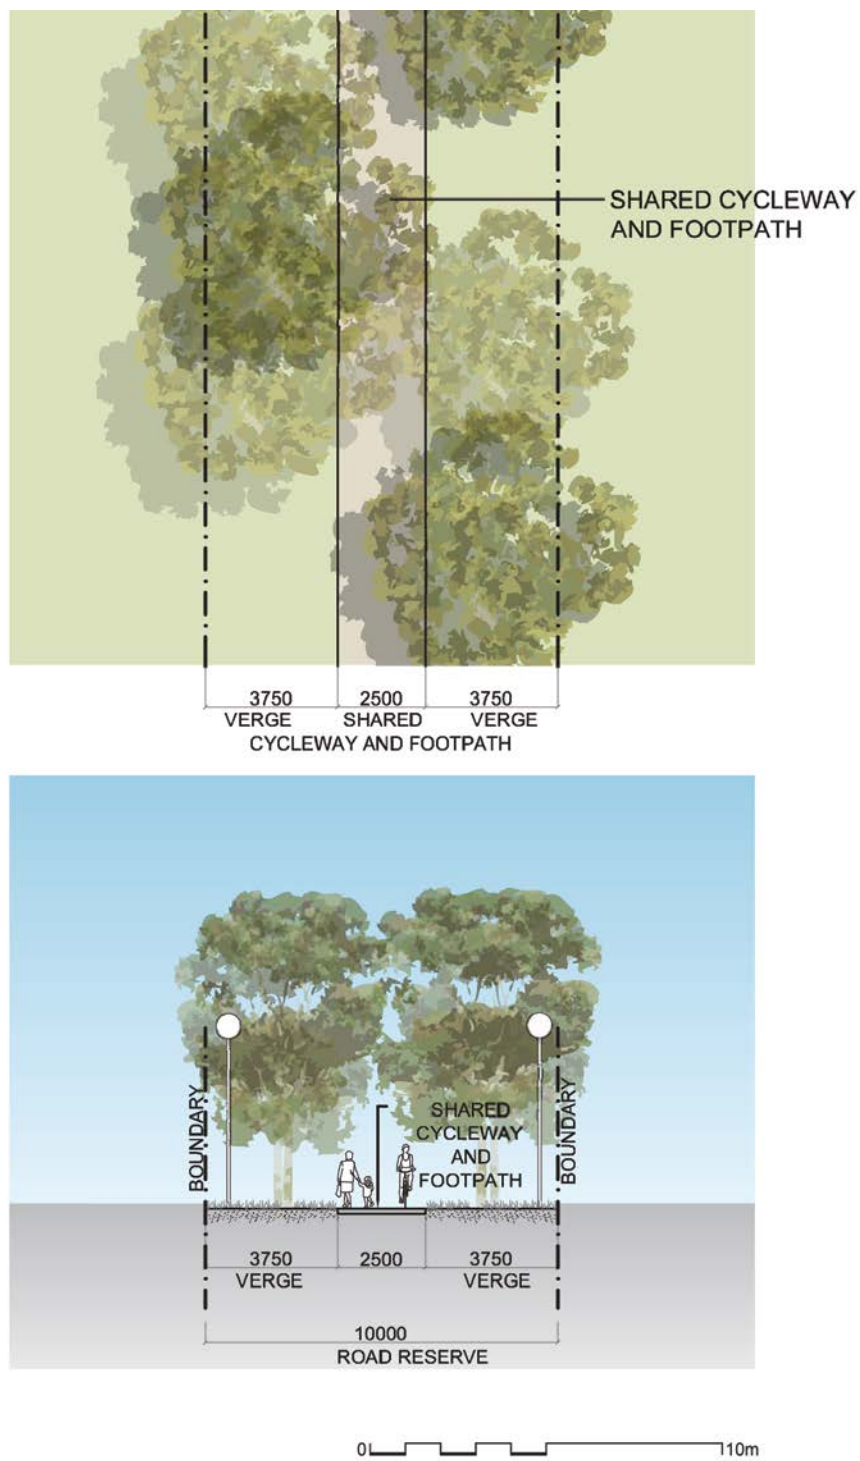 SHARED CYCLEWAY
AND FOOTPATH
3750 2500 3750
VERGE SHARED VERGE
CYCLEWAY AND FOOTPATH
BOUNDARY
SHARED
CYCLEWAY
AND
FOOTPATH
BOUNDARY
3750 2500 3750
VERGE VERGE
10000
ROAD RESERVE
0 10m